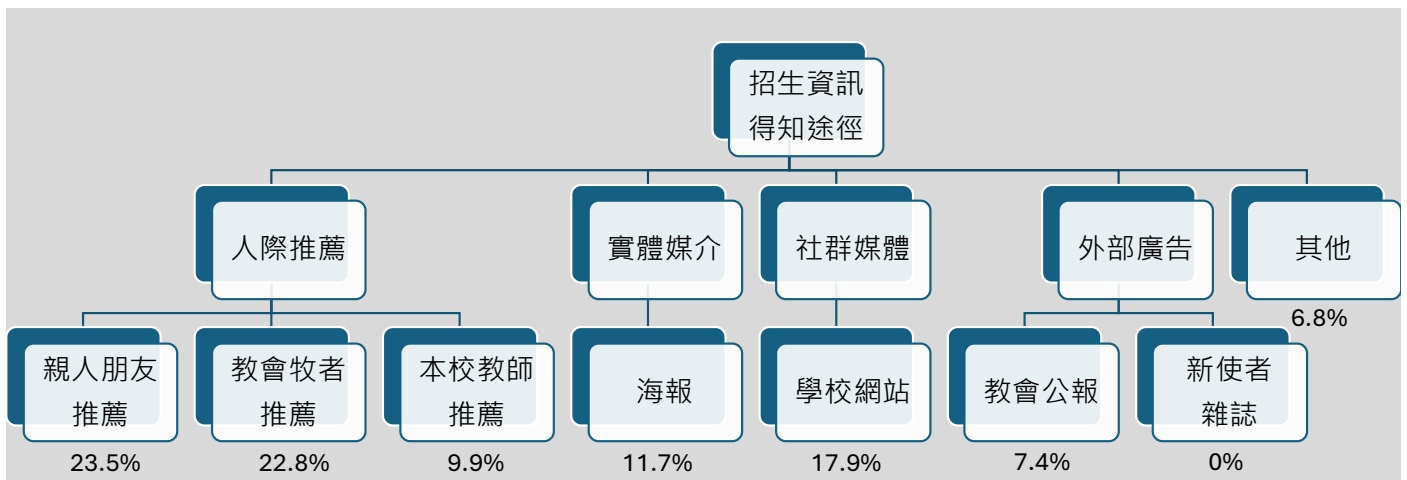 招生資訊
得知途徑
人際推薦
實體媒介
社群媒體
外部廣告
其他
6.8%
親人朋友
推薦
教會牧者
推薦
本校教師
推薦
海報
學校網站
教會公報
新使者
雜誌
23.5%
22.8%
9.9%
11.7%
17.9%
7.4%
0%